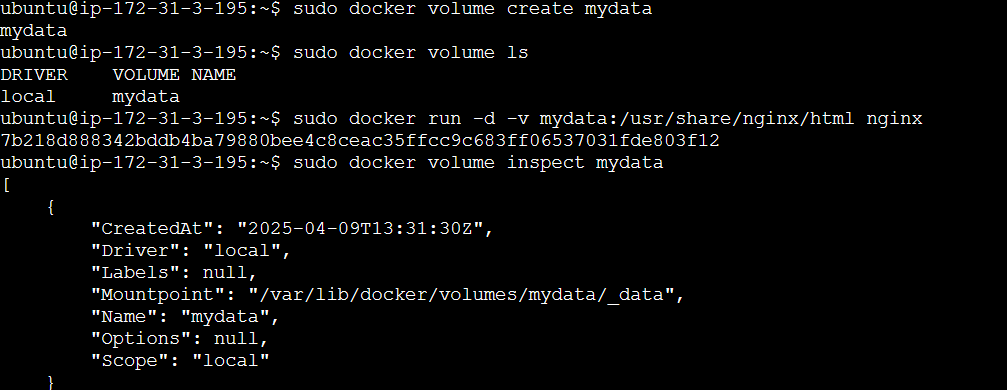 ubuntu@ip-172-31-3-195:~$ sudo docker volume create mydata
mydata
ubuntu@ip-172-31-3-195:~$ sudo docker volume ls
DRIVER    VOLUME NAME
local     mydata
ubuntu@ip-172-31-3-195:~$ sudo docker run -d -v mydata:/usr/share/nginx/html nginx
7b218d888342bddb4ba79880bee4c8ceac35ffcc9c683ff06537031fde803f12
ubuntu@ip-172-31-3-195:~$ sudo docker volume inspect mydata
[
    {
        "CreatedAt": "2025-04-09T13:31:30Z",
        "Driver": "local",
        "Labels": null,
        "Mountpoint": "/var/lib/docker/volumes/mydata/_data",
        "Name": "mydata",
        "Options": null,
        "Scope": "local"
    }